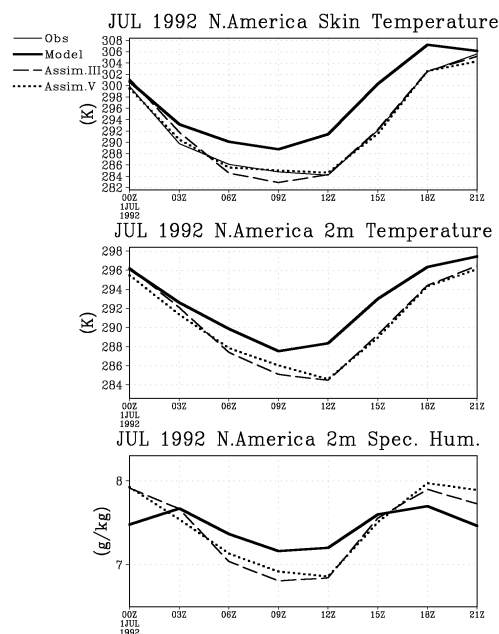 JUL 1992 N.America Skin Temperature
Obs
Model
Assim.III
Assim.V
308
306
304
302
300
298
296
294
292
290
288
286
284
282
(K)
00Z 03Z 06Z 09Z 12Z 15Z 18Z 21Z
1JUL
1992
JUL 1992 N.America 2m Temperature
298
296
294
292
290
288
286
284
(K)
00Z 03Z 06Z 09Z 12Z 15Z 18Z 21Z
1JUL
1992
JUL 1992 N.America 2m Spec. Hum.
8
7
(g/kg)
00Z 03Z 06Z 09Z 12Z 15Z 18Z 21Z
1JUL
1992